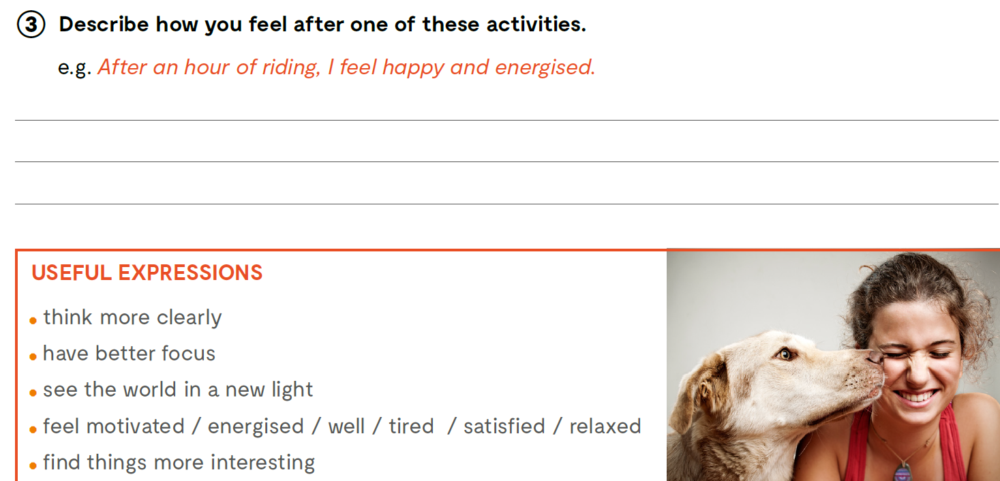 3 Describe how you feel after one of these activities.
e.g. After an hour of riding, I feel happy and energised.
USEFUL EXPRESSIONS
• think more clearly
• have better focus
• see the world in a new light
• feel motivated / energised / well / tired / satisfied / relaxed
• find things more interesting